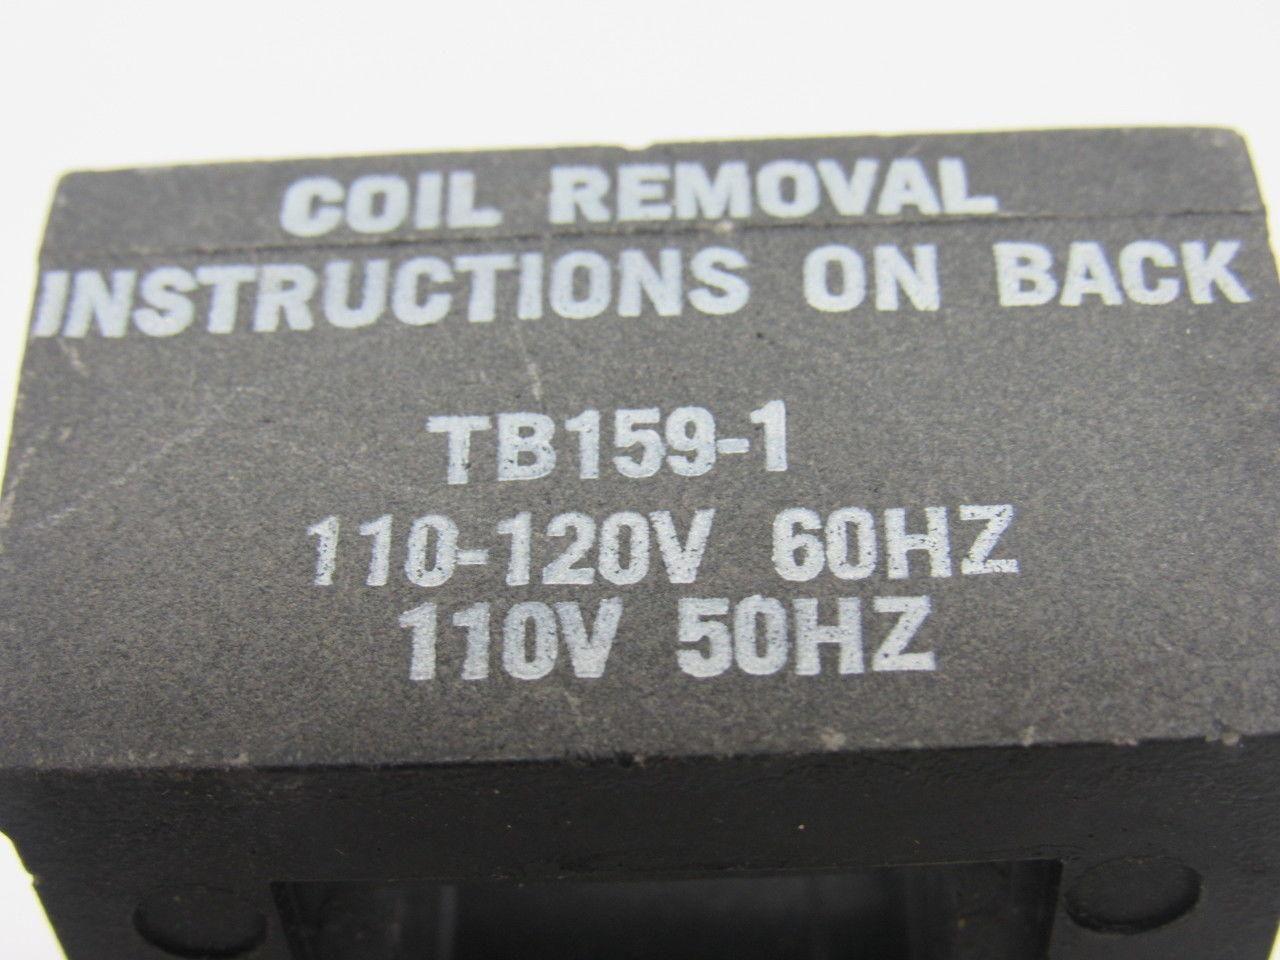 COIL REMOVAL
INSTRUCTIONS ON BACK
TB159-1
110-120V 60HZ
110V 50HZ